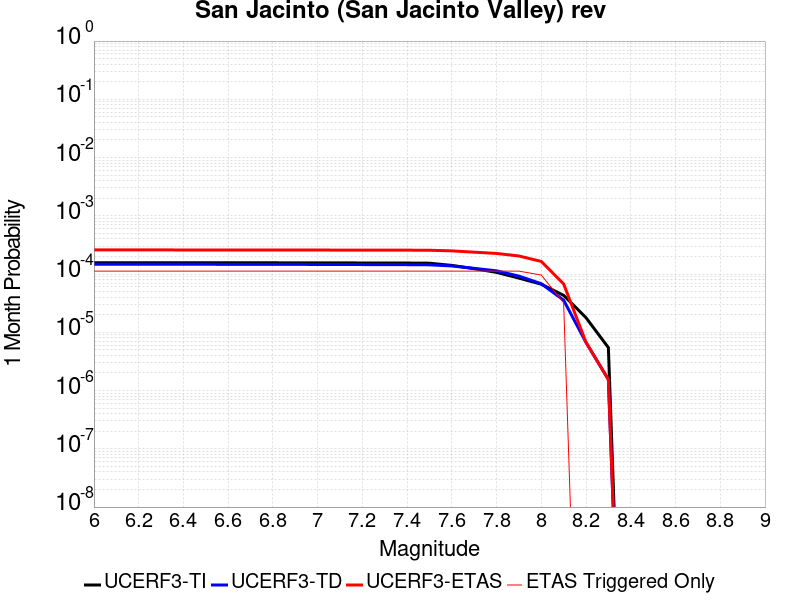 San Jacinto (San Jacinto Valley) rev
10 0
10 -1
10 -2
10 -3
10 -4
10 -5
10 -6
10 -7
10 -8
1 Month Probability
6 6.2 6.4 6.6 6.8 7 7.2 7.4 7.6 7.8 8 8.2 8.4 8.6 8.8 9
Magnitude
UCERF3-TI UCERF3-TD UCERF3-ETAS ETAS Triggered Only